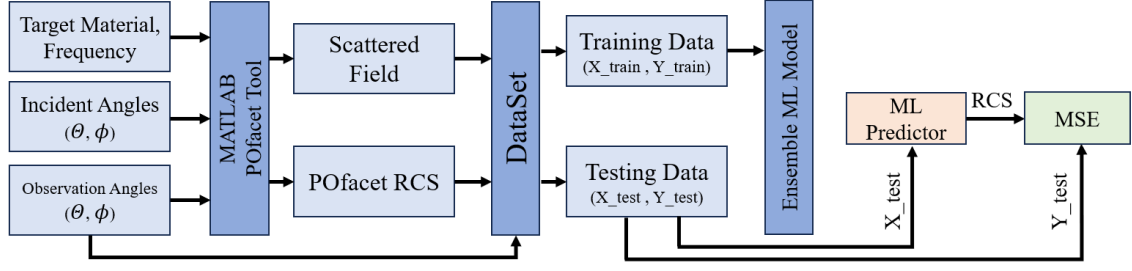 Target Material,
Frequency
Incident Angles
(Θ, ϕ)
Observation Angles
(Θ, ϕ)
MATLAB
POfacet Tool
Scattered
Field
POfacet RCS
DataSet
Training Data
(X_train , Y_train)
Testing Data
(X_test , Y_test)
Ensemble ML Model
ML
Predictor
RCS
MSE
X_test
Y_test